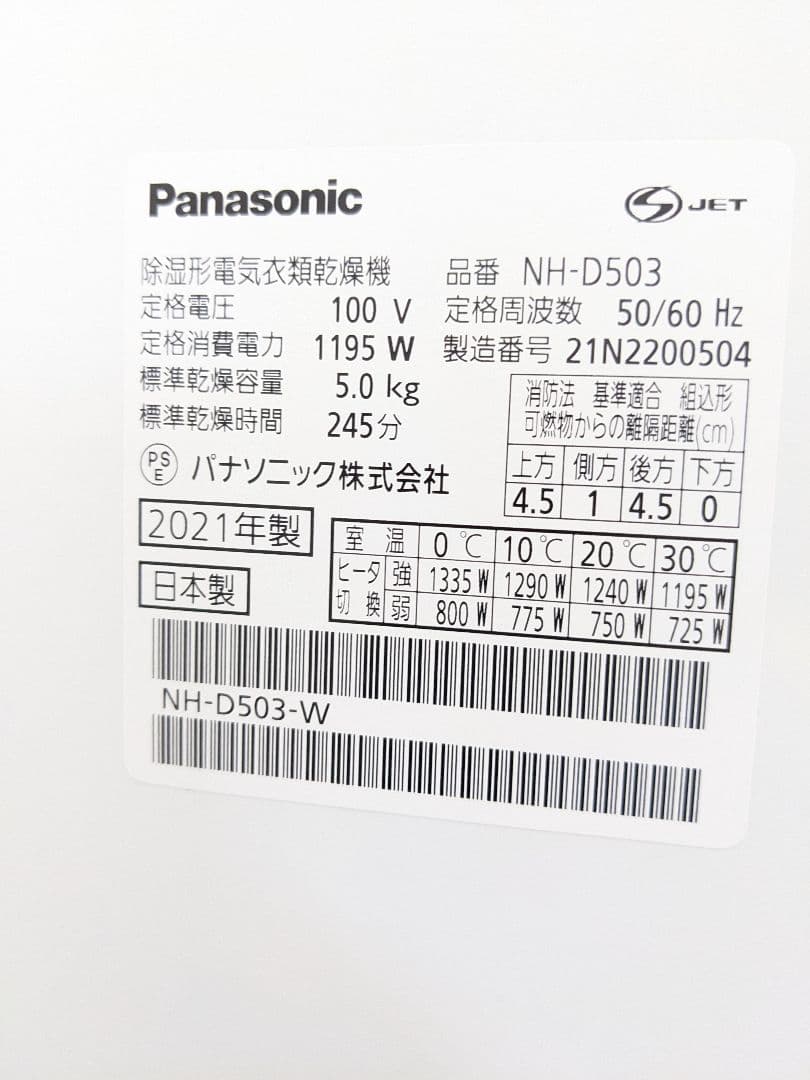 Panasonic
S JET
除湿形電気衣類乾燥機 品番 NH-D503
定格電圧 100 V 定格周波数 50/60 Hz
定格消費電力 1195 W 製造番号 21N2200504
標準乾燥容量 5.0 kg
標準乾燥時間 245分
消防法 基準適合 組込形
可燃物からの離隔距離(cm)
上方 側方 後方 下方
4.5 1 4.5 0
PSE パナソニック株式会社
2021年製
日本製
室温 0℃ 10℃ 20℃ 30℃
ヒータ切換 強 1335 W 1290 W 1240 W 1195 W
弱 800 W 775 W 750 W 725 W
NH-D503-W